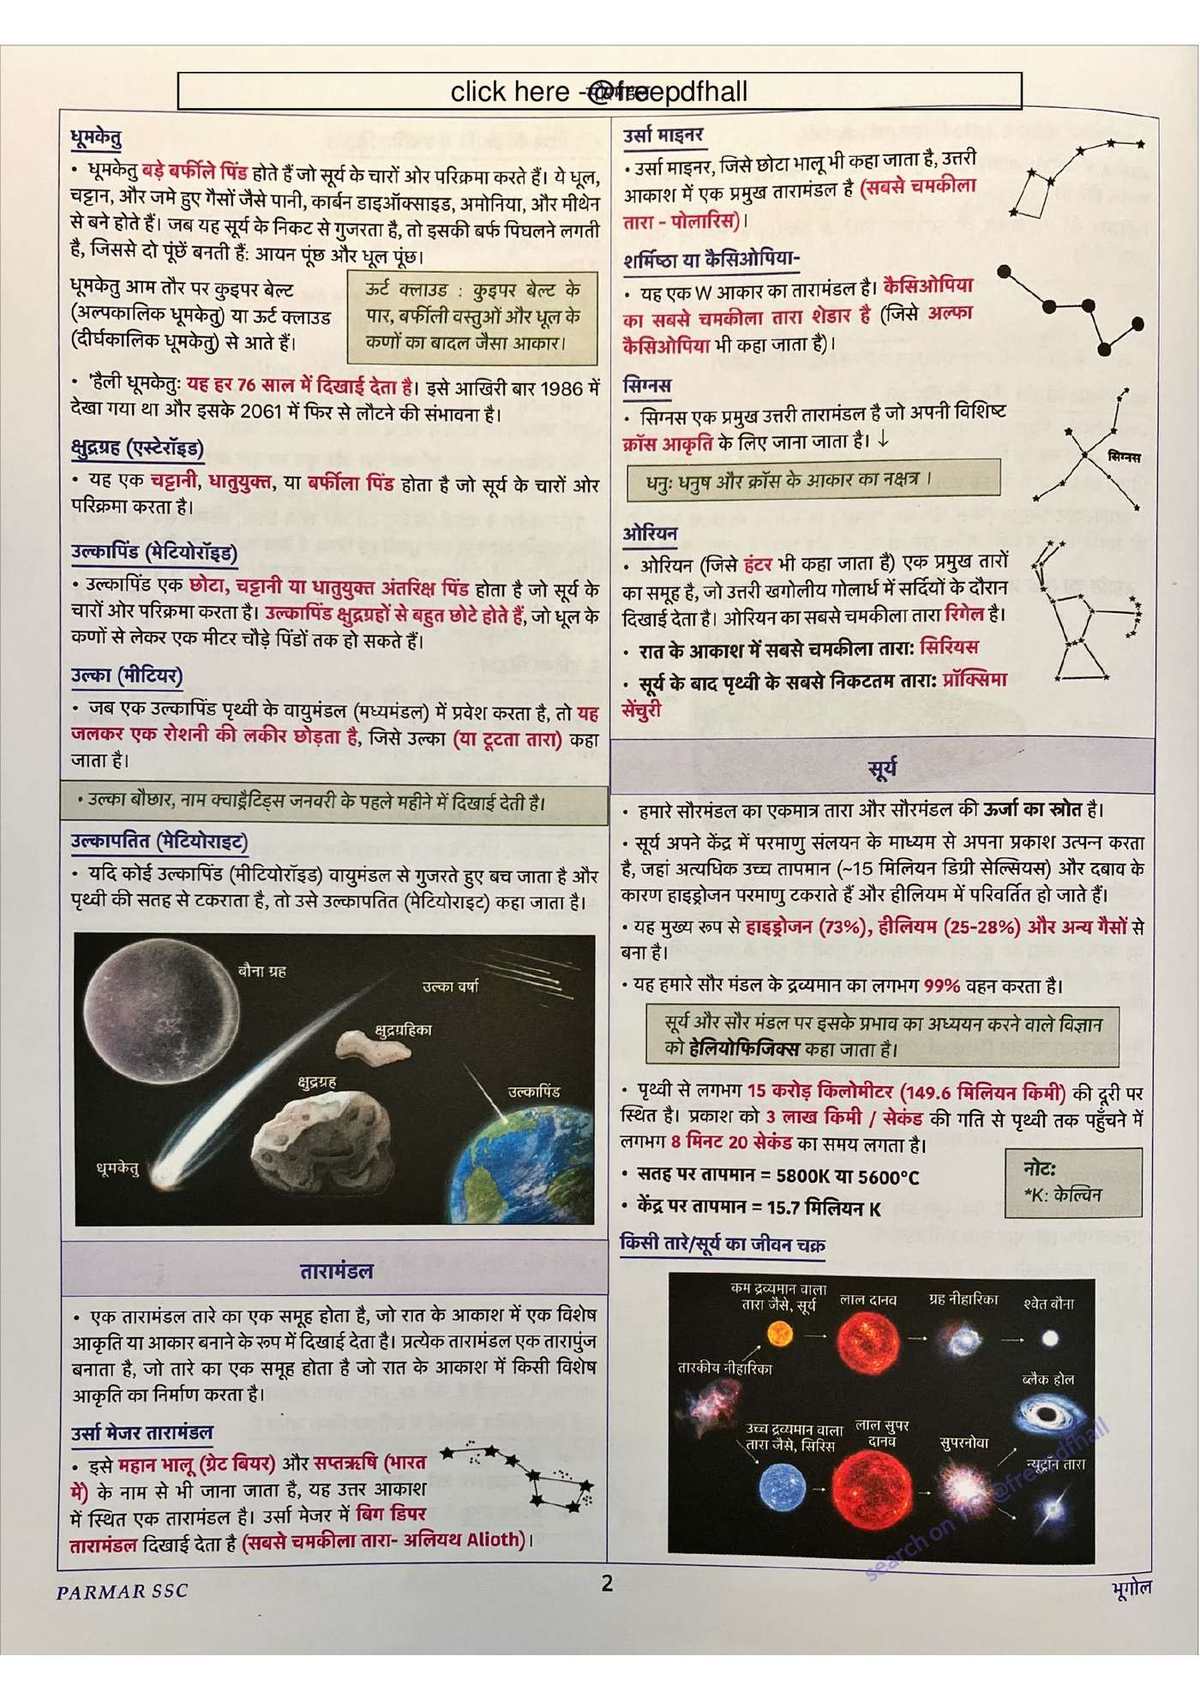 click here -@freepdfhall
धूमकेतु
• धूमकेतु बड़े बर्फीले पिंड होते हैं जो सूर्य के चारों ओर परिक्रमा करते हैं। ये धूल,
चट्टान, और जमे हुए गैसों जैसे पानी, कार्बन डाइऑक्साइड, अमोनिया, और मीथेन
से बने होते हैं। जब यह सूर्य के निकट से गुजरता है, तो इसकी बर्फ पिघलने लगती
है, जिससे दो पूंछें बनती हैं: आयन पूंछ और धूल पूंछ।
धूमकेतु आम तौर पर कुइपर बेल्ट
(अल्पकालिक धूमकेतु) या ऊर्ट क्लाउड
(दीर्घकालिक धूमकेतु) से आते हैं।
ऊर्ट क्लाउड : कुइपर बेल्ट के
पार, बर्फीली वस्तुओं और धूल के
कणों का बादल जैसा आकार।
• 'हैली धूमकेतुः यह हर 76 साल में दिखाई देता है। इसे आखिरी बार 1986 में
देखा गया था और इसके 2061 में फिर से लौटने की संभावना है।
क्षुद्रग्रह (एस्टेरॉइड)
• यह एक चट्टानी, धातुयुक्त, या बर्फीला पिंड होता है जो सूर्य के चारों ओर
परिक्रमा करता है।
उल्कापिंड (मेटियोरॉइड)
• उल्कापिंड एक छोटा, चट्टानी या धातुयुक्त अंतरिक्ष पिंड होता है जो सूर्य के
चारों ओर परिक्रमा करता है। उल्कापिंड क्षुद्रग्रहों से बहुत छोटे होते हैं, जो धूल के
कणों से लेकर एक मीटर चौड़े पिंडों तक हो सकते हैं।
उल्का (मीटियर)
• जब एक उल्कापिंड पृथ्वी के वायुमंडल (मध्यमंडल) में प्रवेश करता है, तो यह
जलकर एक रोशनी की लकीर छोड़ता है, जिसे उल्का (या टूटता तारा) कहा
जाता है।
• उल्का बौछार, नाम क्वाड्रैटिड्स जनवरी के पहले महीने में दिखाई देती है।
उल्कापतित (मेटियोराइट)
• यदि कोई उल्कापिंड (मीटियोरॉइड) वायुमंडल से गुजरते हुए बच जाता है और
पृथ्वी की सतह से टकराता है, तो उसे उल्कापतित (मेटियोराइट) कहा जाता है।
बौना ग्रह
उल्का वर्षा
क्षुद्रग्रहिका
क्षुद्रग्रह
उल्कापिंड
धूमकेतु
तारामंडल
• एक तारामंडल तारे का एक समूह होता है, जो रात के आकाश में एक विशेष
आकृति या आकार बनाने के रूप में दिखाई देता है। प्रत्येक तारामंडल एक तारापुंज
बनाता है, जो तारे का एक समूह होता है जो रात के आकाश में किसी विशेष
आकृति का निर्माण करता है।
उर्सा मेजर तारामंडल
• इसे महान भालू (ग्रेट बियर) और सप्तऋषि (भारत
में) के नाम से भी जाना जाता है, यह उत्तर आकाश
में स्थित एक तारामंडल है। उर्सा मेजर में बिग डिपर
तारामंडल दिखाई देता है (सबसे चमकीला तारा- अलियथ Alioth)।
उर्सा माइनर
• उर्सा माइनर, जिसे छोटा भालू भी कहा जाता है, उत्तरी
आकाश में एक प्रमुख तारामंडल है (सबसे चमकीला
तारा - पोलारिस)।
शर्मिष्ठा या कैसिओपिया-
• यह एक W आकार का तारामंडल है। कैसिओपिया
का सबसे चमकीला तारा शेडार है (जिसे अल्फा
कैसिओपिया भी कहा जाता है)।
सिग्नस
• सिग्नस एक प्रमुख उत्तरी तारामंडल है जो अपनी विशिष्ट
क्रॉस आकृति के लिए जाना जाता है। ↓
सिग्नस
धनुः धनुष और क्रॉस के आकार का नक्षत्र ।
ओरियन
• ओरियन (जिसे हंटर भी कहा जाता है) एक प्रमुख तारों
का समूह है, जो उत्तरी खगोलीय गोलार्ध में सर्दियों के दौरान
दिखाई देता है। ओरियन का सबसे चमकीला तारा रिगेल है।
• रात के आकाश में सबसे चमकीला तारा: सिरियस
• सूर्य के बाद पृथ्वी के सबसे निकटतम तारा: प्रॉक्सिमा
सेंचुरी
सूर्य
• हमारे सौरमंडल का एकमात्र तारा और सौरमंडल की ऊर्जा का स्रोत है।
• सूर्य अपने केंद्र में परमाणु संलयन के माध्यम से अपना प्रकाश उत्पन्न करता
है, जहां अत्यधिक उच्च तापमान (~15 मिलियन डिग्री सेल्सियस) और दबाव के
कारण हाइड्रोजन परमाणु टकराते हैं और हीलियम में परिवर्तित हो जाते हैं।
• यह मुख्य रूप से हाइड्रोजन (73%), हीलियम (25-28%) और अन्य गैसों से
बना है।
• यह हमारे सौर मंडल के द्रव्यमान का लगभग 99% वहन करता है।
सूर्य और सौर मंडल पर इसके प्रभाव का अध्ययन करने वाले विज्ञान
को हेलियोफिजिक्स कहा जाता है।
• पृथ्वी से लगभग 15 करोड़ किलोमीटर (149.6 मिलियन किमी) की दूरी पर
स्थित है। प्रकाश को 3 लाख किमी / सेकंड की गति से पृथ्वी तक पहुँचने में
लगभग 8 मिनट 20 सेकंड का समय लगता है।
• सतह पर तापमान = 5800K या 5600°C
• केंद्र पर तापमान = 15.7 मिलियन K
नोट:
*K: केल्विन
किसी तारे/सूर्य का जीवन चक्र
कम द्रव्यमान वाला
तारा जैसे, सूर्य
लाल दानव
ग्रह नीहारिका
श्वेत बौना
तारकीय नीहारिका
ब्लैक होल
उच्च द्रव्यमान वाला
तारा जैसे, सिरिस
लाल सुपर
दानव
सुपरनोवा
न्यूट्रॉन तारा
PARMAR SSC
2
भूगोल